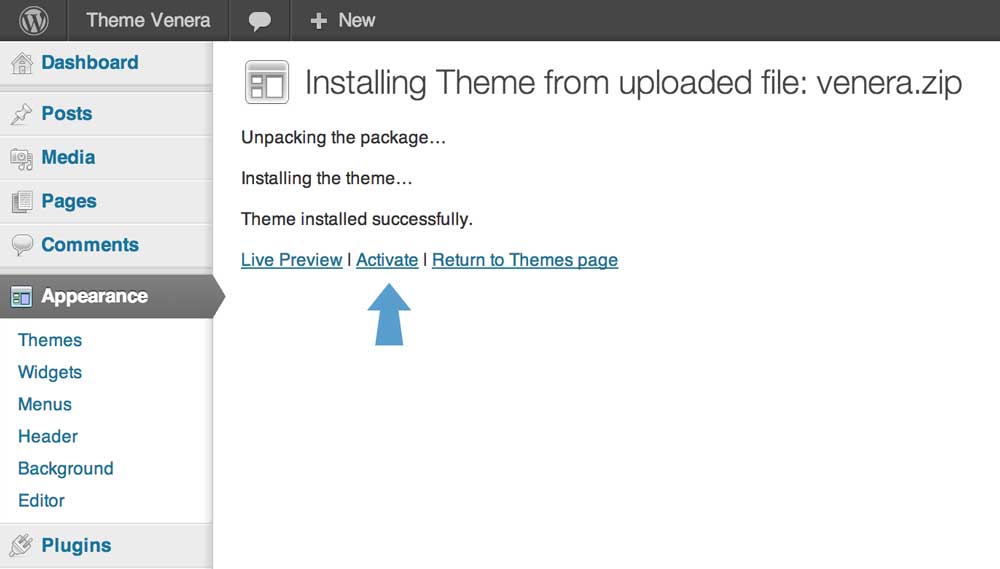 Theme Venera
New
Dashboard
Posts
Media
Pages
Comments
Appearance
Themes
Widgets
Menus
Header
Background
Editor
Plugins
Installing Theme from uploaded file: venera.zip
Unpacking the package…
Installing the theme…
Theme installed successfully.
Live Preview | Activate | Return to Themes page